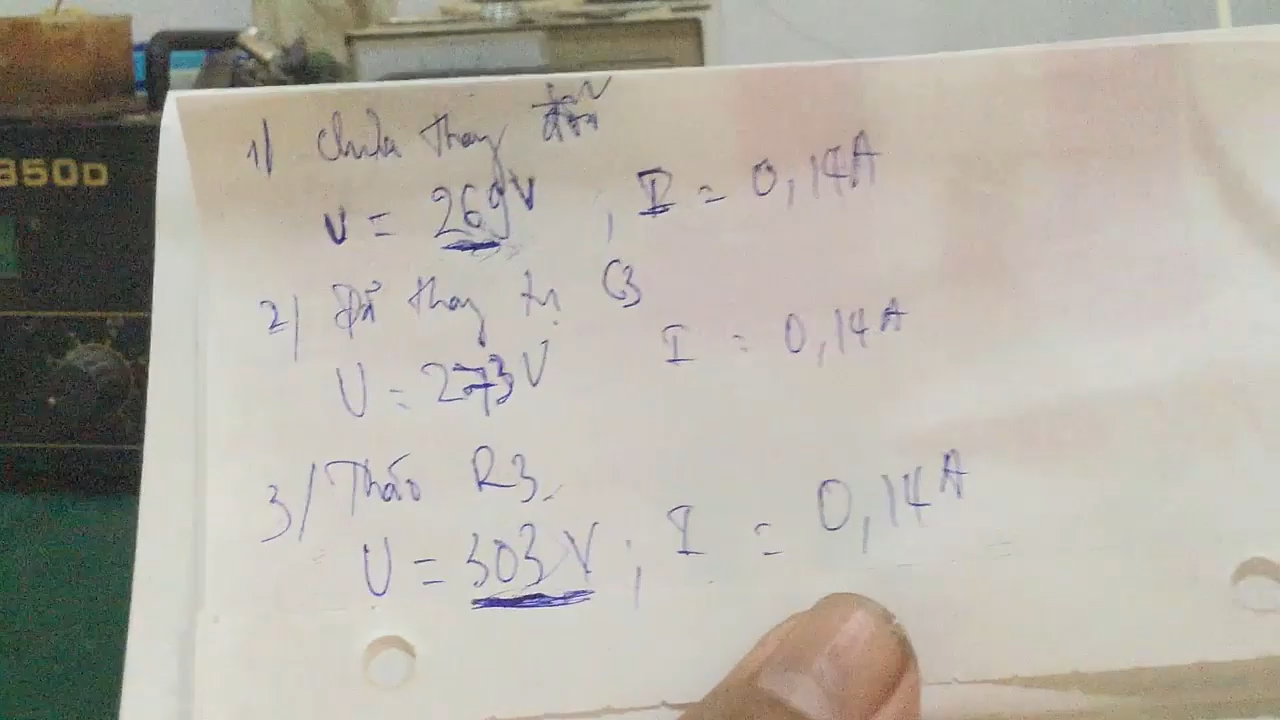 350D
1) Chưa thay
U = 269V , I = 0,14A
2) Đã thay tụ C3
U = 273V I = 0,14A
3) Tháo R3.
U = 303V ; I = 0,14A